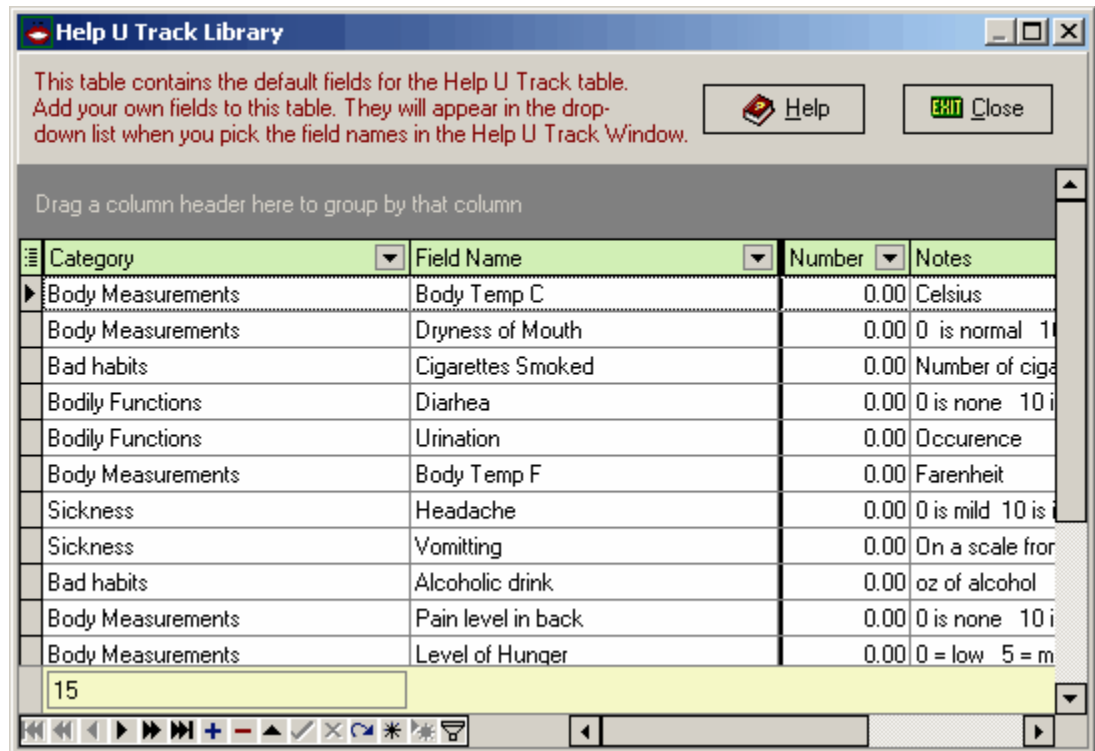 Help U Track Library
This table contains the default fields for the Help U Track table.
Add your own fields to this table. They will appear in the drop-
down list when you pick the field names in the Help U Track Window.
Help
EXIT Close
Drag a column header here to group by that column
Category Field Name Number Notes
Body Measurements Body Temp C 0.00 Celsius
Body Measurements Dryness of Mouth 0.00 0 is normal
Bad habits Cigarettes Smoked 0.00 Number of
Bodily Functions Diarhea 0.00 0 is none 10
Bodily Functions Urination 0.00 Occurence
Body Measurements Body Temp F 0.00 Farenheit
Sickness Headache 0.00 0 is mild 10 is
Sickness Vomitting 0.00 On a scale
Bad habits Alcoholic drink 0.00 oz of alcohol
Body Measurements Pain level in back 0.00 0 is none 10
Body Measurements Level of Hunger 0.00 0 = low 5 =
15